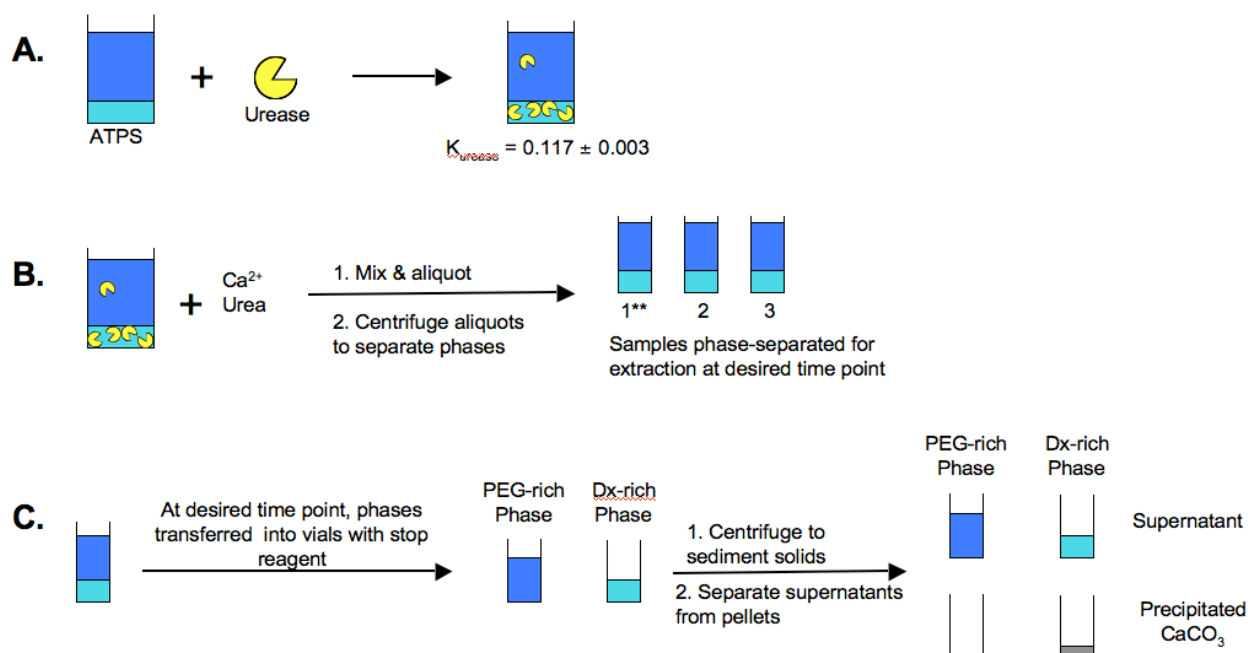 A.
+
ATPS
Urease
K_urease = 0.117 ± 0.003
B.
+
Ca²⁺
Urea
1. Mix & aliquot
2. Centrifuge aliquots
to separate phases
1** 2 3
Samples phase-separated for
extraction at desired time point
C.
At desired time point, phases
transferred into vials with stop
reagent
PEG-rich
Phase
Dx-rich
Phase
1. Centrifuge to
sediment solids
2. Separate supernatants
from pellets
PEG-rich
Phase
Dx-rich
Phase
Supernatant
Precipitated
CaCO₃